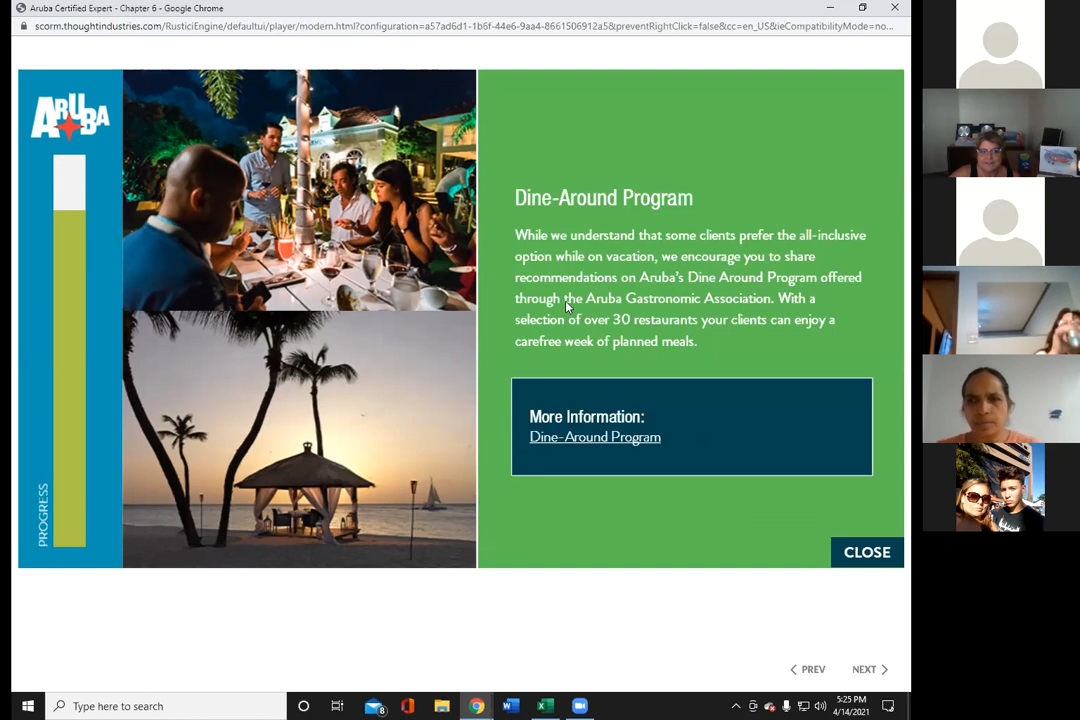 Aruba Certified Expert - Chapter 6 - Google Chrome
scorm.thoughtindustries.com/RusticiEngine/defaultui/player/modern.html?configuration=a57ad6d1-1b6f-44e6-9aa4-8661506912a5&preventRightClick=false&cc=en_US&ieCompatibilityMode=no...
ARUBA
PROGRESS
Dine-Around Program
While we understand that some clients prefer the all-inclusive
option while on vacation, we encourage you to share
recommendations on Aruba's Dine Around Program offered
through the Aruba Gastronomic Association. With a
selection of over 30 restaurants your clients can enjoy a
carefree week of planned meals.
More Information:
Dine-Around Program
CLOSE
PREV
NEXT
Type here to search
8
5:25 PM
4/14/2021